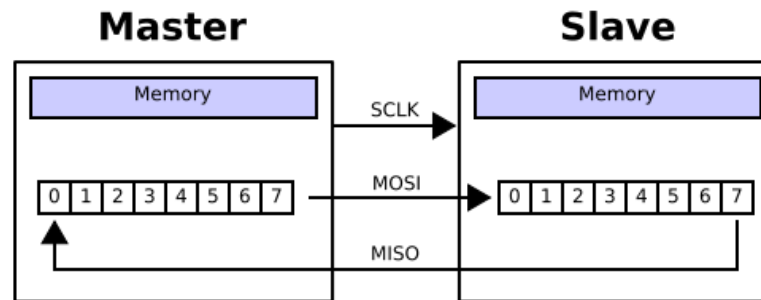 Master Slave
Memory Memory
SCLK
MOSI
0 1 2 3 4 5 6 7 0 1 2 3 4 5 6 7
MISO